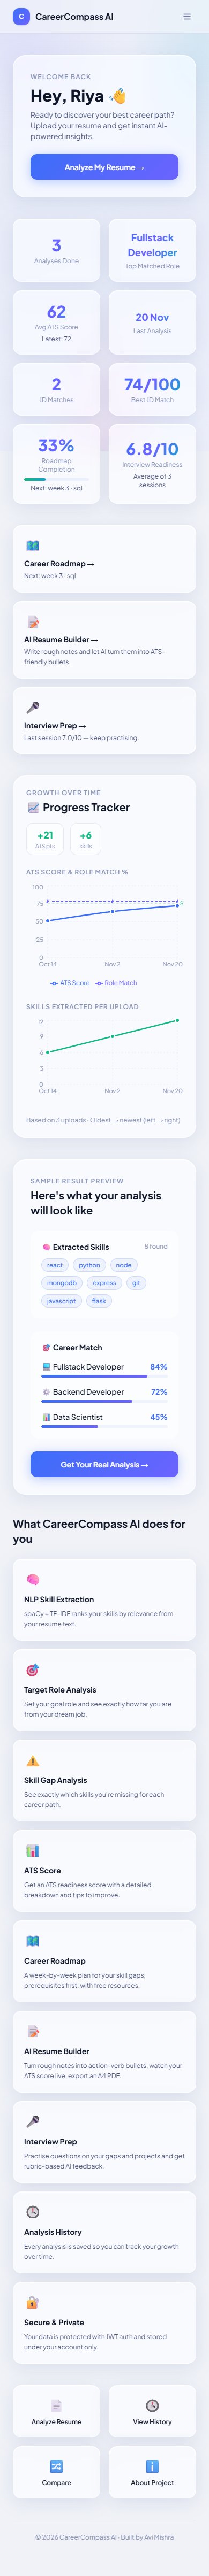 C CareerCompass AI
WELCOME BACK
Hey, Riya 👋
Ready to discover your best career path?
Upload your resume and get instant AI-
powered insights.
Analyze My Resume →
3
Analyses Done
Fullstack
Developer
Top Matched Role
62
Avg ATS Score
Latest: 72
20 Nov
Last Analysis
2
JD Matches
74/100
Best JD Match
33%
Roadmap
Completion
Next: week 3 · sql
6.8/10
Interview Readiness
Average of 3
sessions
Career Roadmap →
Next: week 3 · sql
AI Resume Builder →
Write rough notes and let AI turn them into ATS-
friendly bullets.
Interview Prep →
Last session 7.0/10 — keep practising.
GROWTH OVER TIME
📈 Progress Tracker
+21
ATS pts
+6
skills
ATS SCORE & ROLE MATCH %
100
75
50
25
0
Oct 14
Nov 2
Nov 20
ATS Score
Role Match
SKILLS EXTRACTED PER UPLOAD
12
9
6
3
0
Oct 14
Nov 2
Nov 20
Based on 3 uploads · Oldest → newest (left → right)
SAMPLE RESULT PREVIEW
Here's what your analysis
will look like
🧠 Extracted Skills
8 found
react
python
node
mongodb
express
git
javascript
flask
🎯 Career Match
Fullstack Developer
84%
Backend Developer
72%
Data Scientist
45%
Get Your Real Analysis →
What CareerCompass AI does for
you
NLP Skill Extraction
spaCy + TF-IDF ranks your skills by relevance from
your resume text.
Target Role Analysis
Set your goal role and see exactly how far you are
from your dream job.
Skill Gap Analysis
See exactly which skills you're missing for each
career path.
ATS Score
Get an ATS readiness score with a detailed
breakdown and tips to improve.
Career Roadmap
A week-by-week plan for your skill gaps,
prerequisites first, with free resources.
AI Resume Builder
Turn rough notes into action-verb bullets, watch your
ATS score live, export an A4 PDF.
Interview Prep
Practise questions on your gaps and projects and get
rubric-based AI feedback.
Analysis History
Every analysis is saved so you can track your growth
over time.
Secure & Private
Your data is protected with JWT auth and stored
under your account only.
Analyze Resume
View History
Compare
About Project
© 2026 CareerCompass AI · Built by Avi Mishra